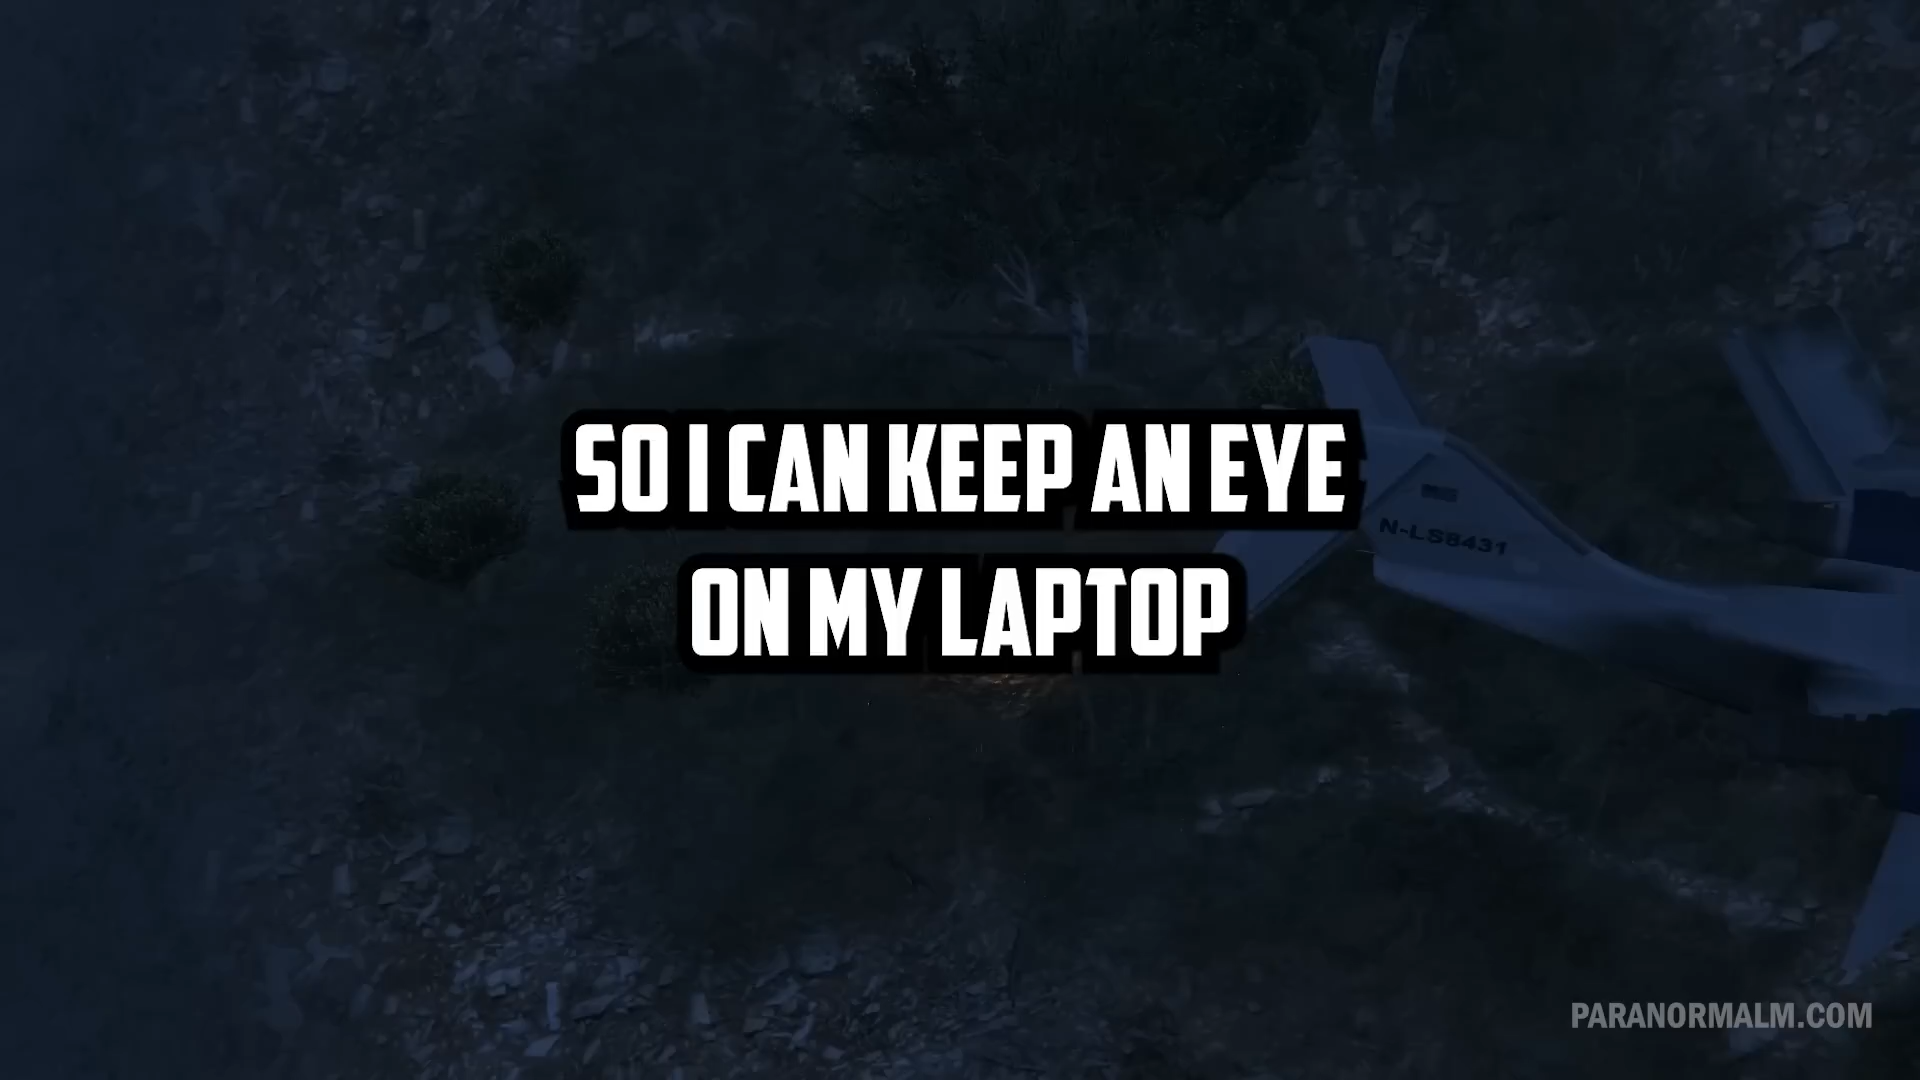 SO I CAN KEEP AN EYE
ON MY LAPTOP
N-LS8431
PARANORMALM.COM